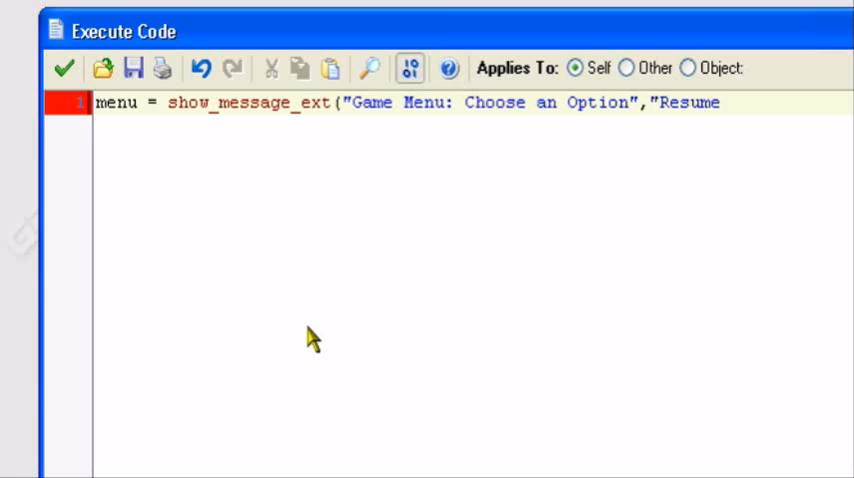 Execute Code
Applies To: Self Other Object:
1 menu = show_message_ext("Game Menu: Choose an Option","Resume